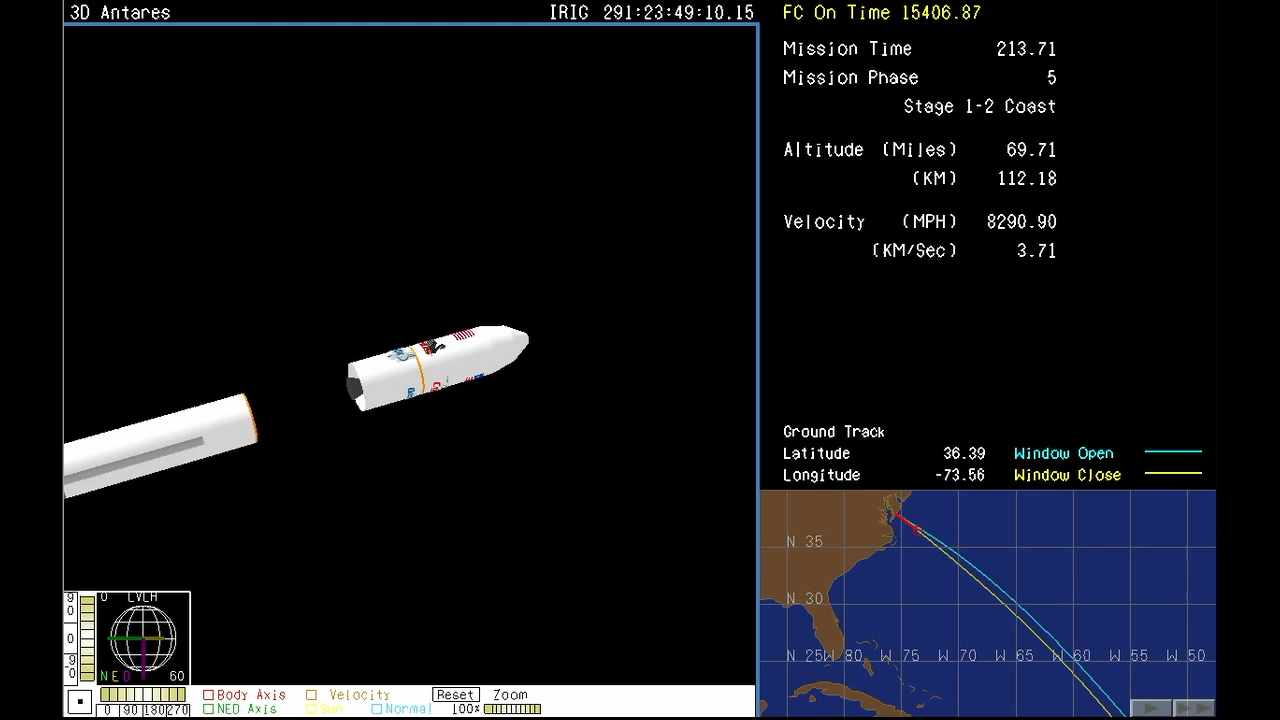 3D Antares
IRIG 291:23:49:10.15
FC On Time 15406.87
Mission Time 213.71
Mission Phase 5
Stage 1-2 Coast
Altitude (Miles) 69.71
(KM) 112.18
Velocity (MPH) 8290.90
(KM/Sec) 3.71
Ground Track
Latitude 36.39 Window Open
Longitude -73.56 Window Close
N 35
N 30
N 25 W 80 W 75 W 70 W 65 W 60 W 55 W 50
90
0
-90
0 LVLH
NED 60
0 90 180 270
Body Axis Velocity Reset Zoom
NED Axis Sun Normal 100%